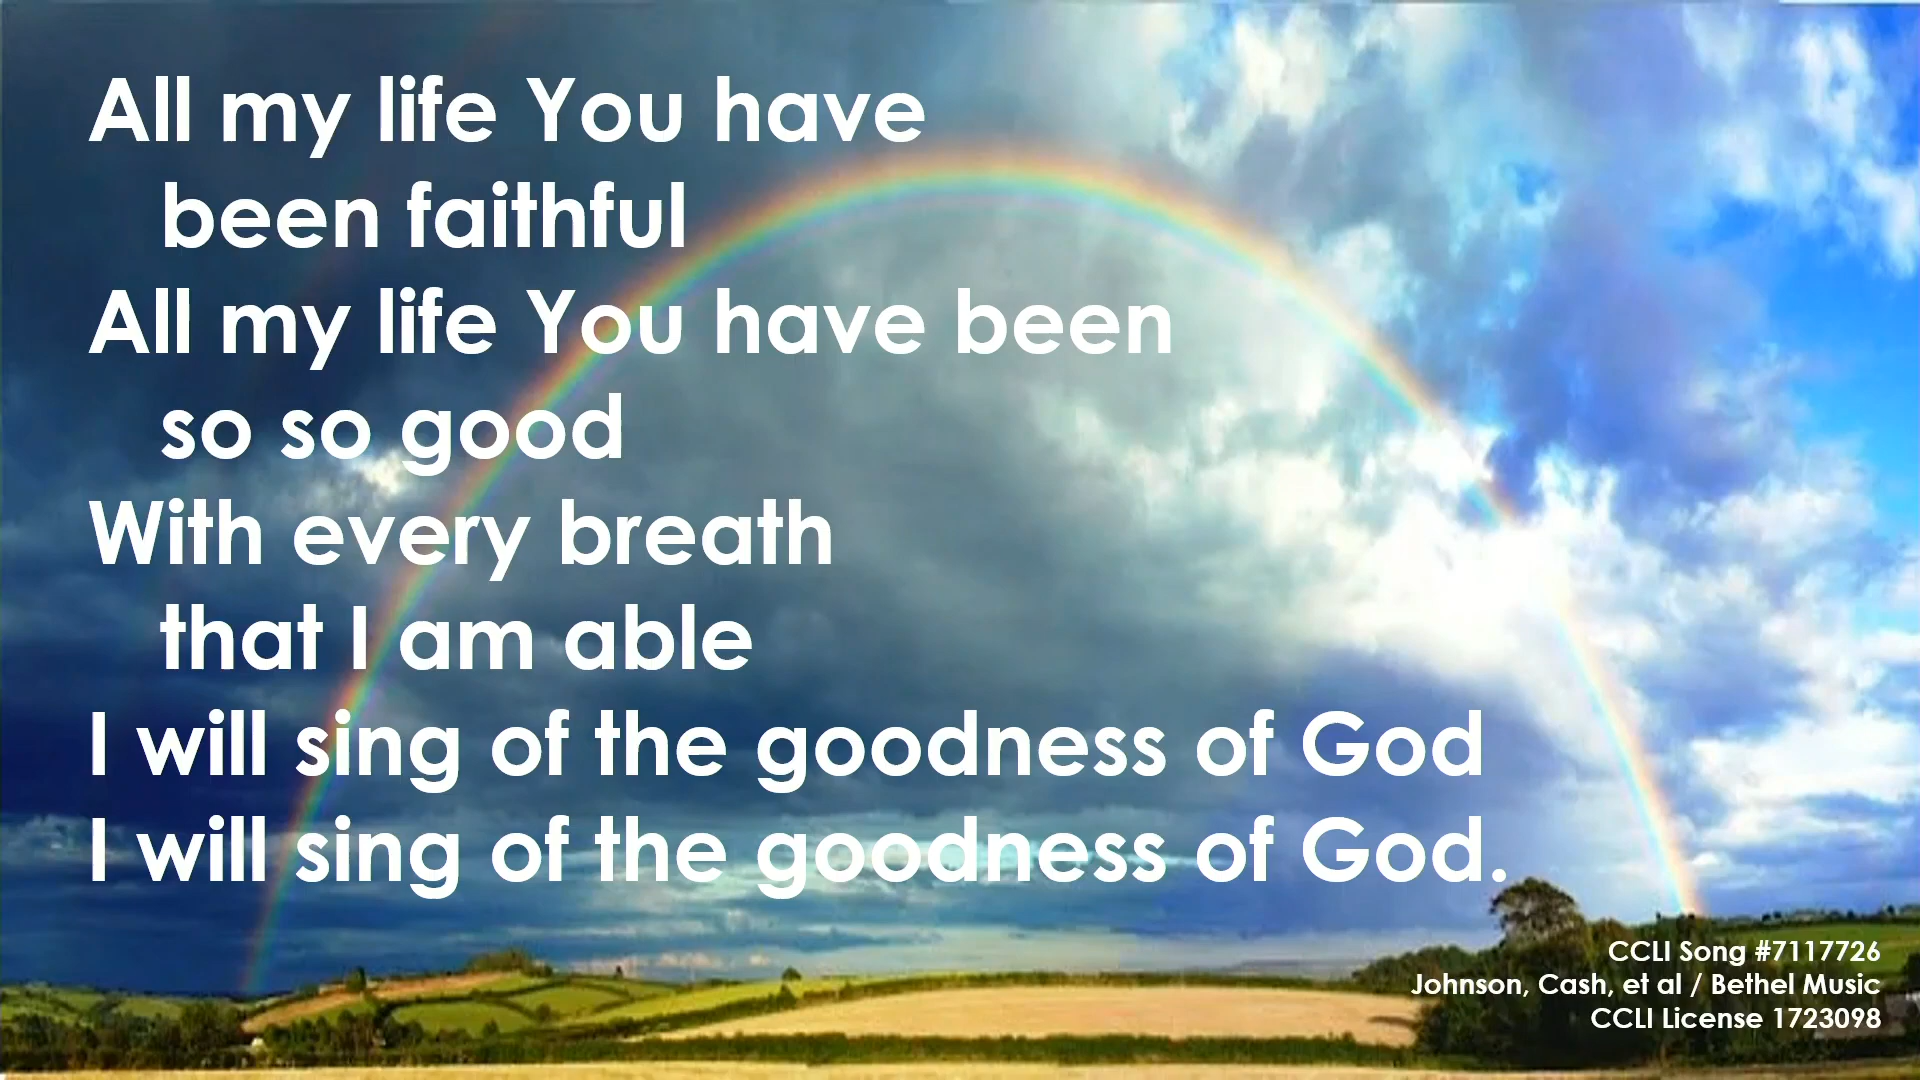 All my life You have
been faithful
All my life You have been
so so good
With every breath
that I am able
I will sing of the goodness of God
I will sing of the goodness of God.
CCLI Song #7117726
Johnson, Cash, et al / Bethel Music
CCLI License 1723098